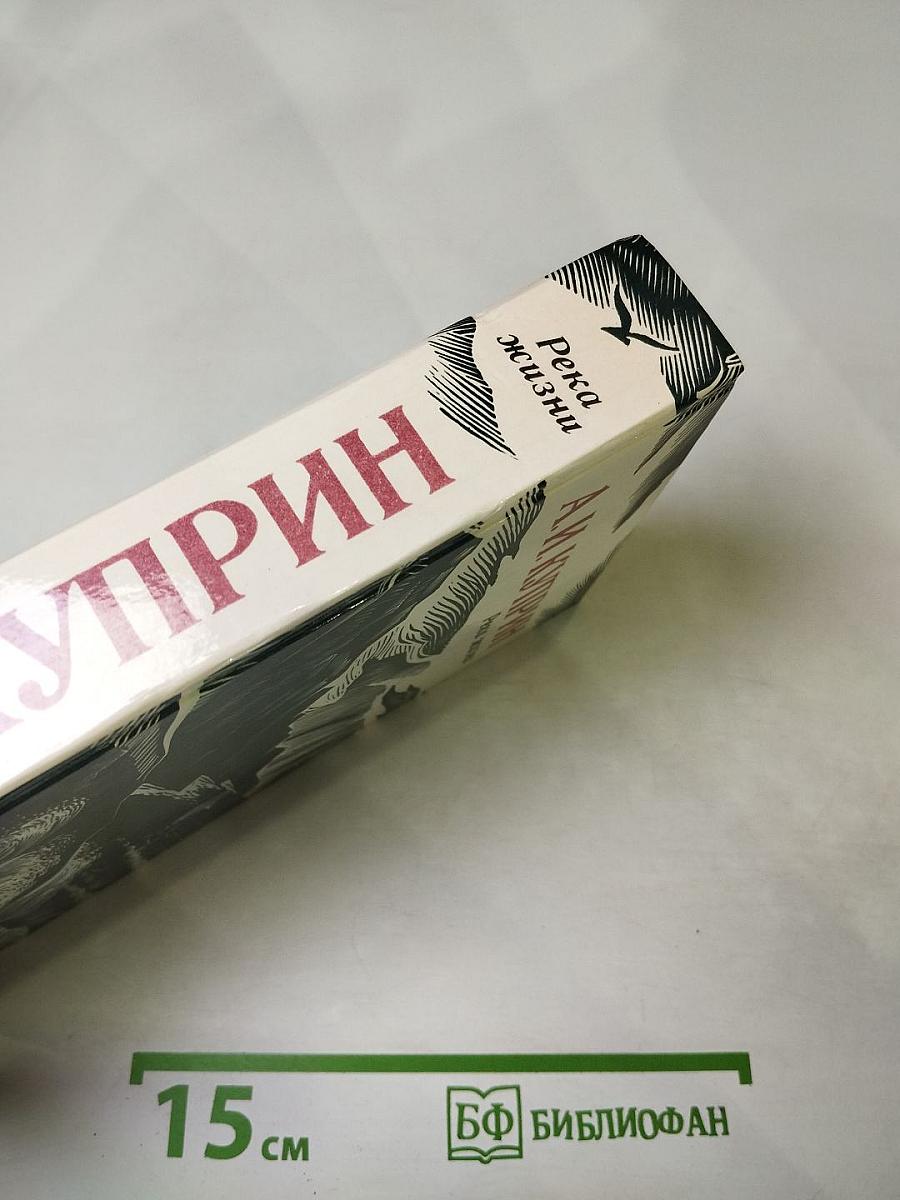 Река
жизни
УПРИН
А.И.КУПРИН
15 см
БФ БИБЛИОФАН